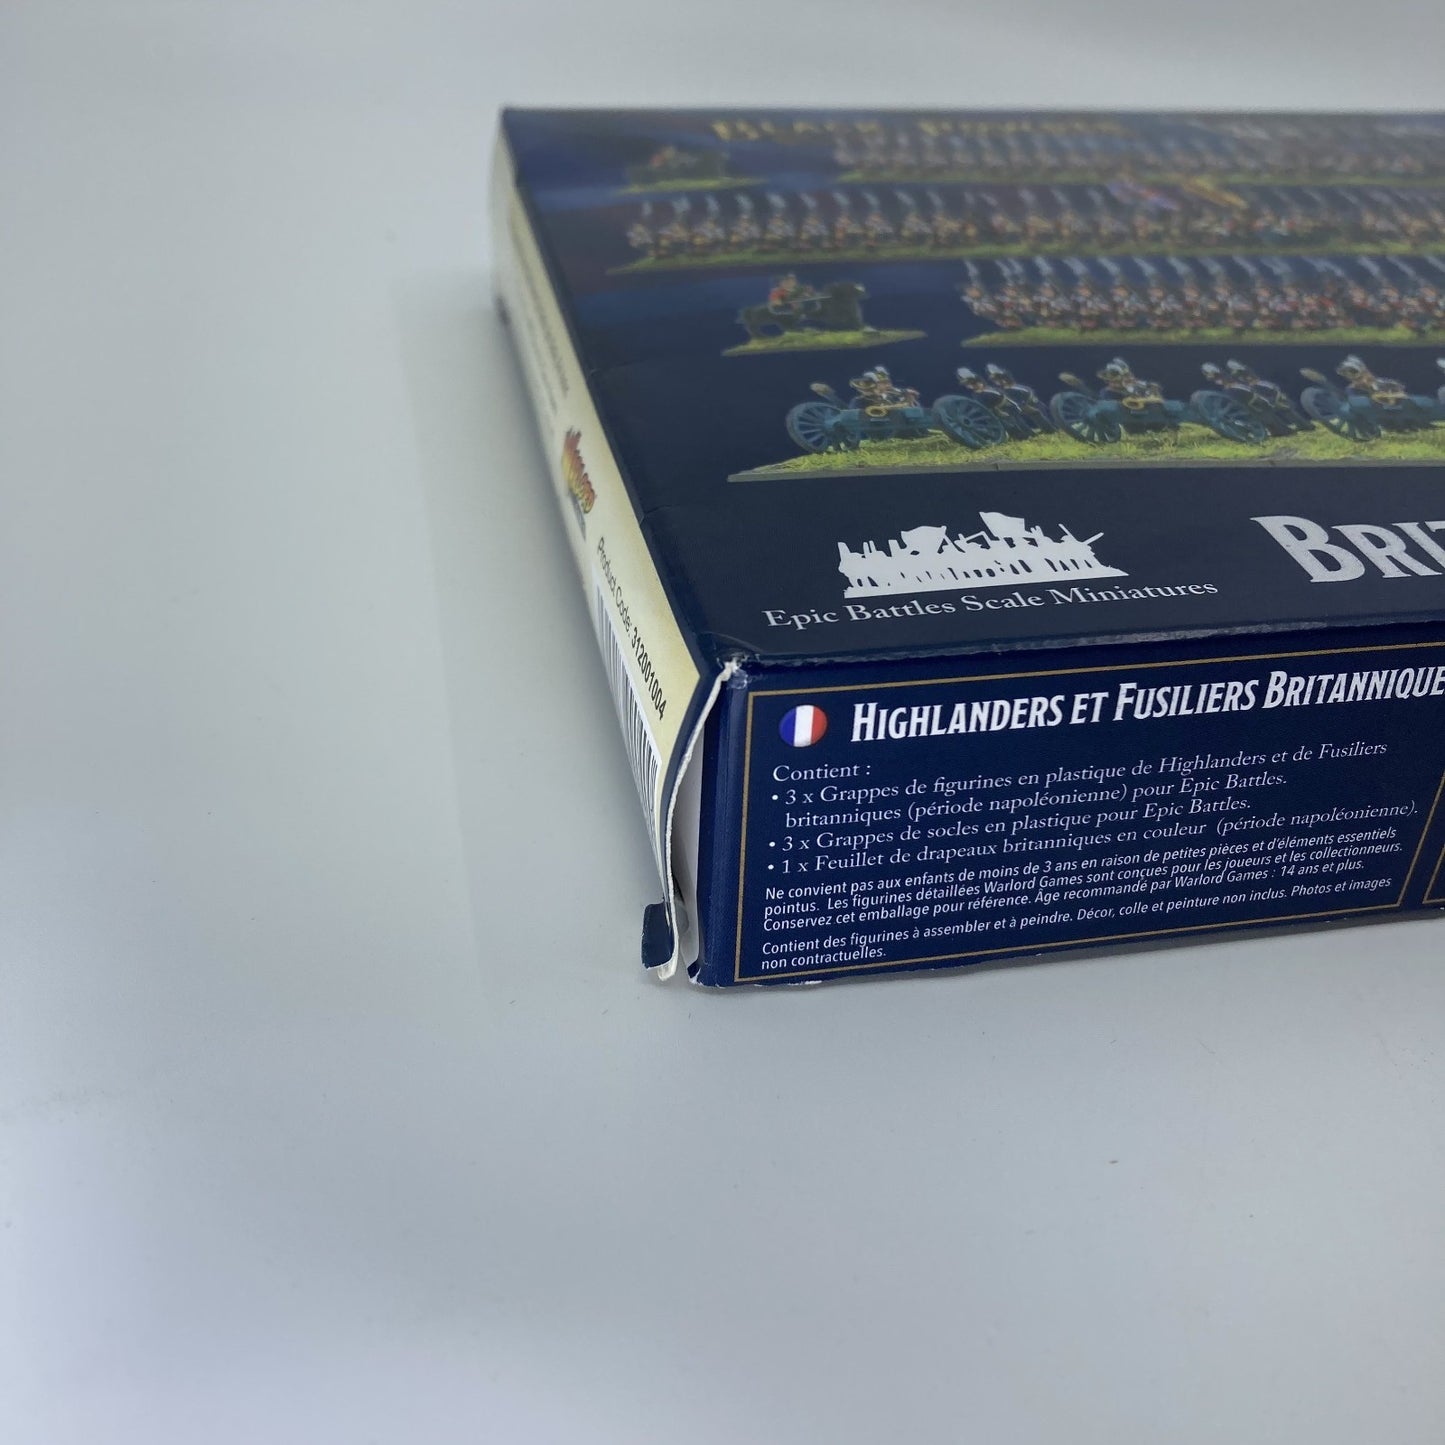 BLACK POWDER
Product Code: 312001004
Epic Battles Scale Miniatures
BRIT
HIGHLANDERS ET FUSILIERS BRITANNIQUE
Contient :
• 3 x Grappes de figurines en plastique de Highlanders et de Fusiliers
britanniques (période napoléonienne) pour Epic Battles.
• 3 x Grappes de socles en plastique pour Epic Battles.
• 1 x Feuillet de drapeaux britanniques en couleur (période napoléonienne).
Ne convient pas aux enfants de moins de 3 ans en raison de petites pièces et d'éléments essentiels
pointus. Les figurines détaillées Warlord Games sont conçues pour les joueurs et les collectionneurs.
Conservez cet emballage pour référence. Âge recommandé par Warlord Games : 14 ans et plus.
Contient des figurines à assembler et à peindre. Décor, colle et peinture non inclus. Photos et images
non contractuelles.